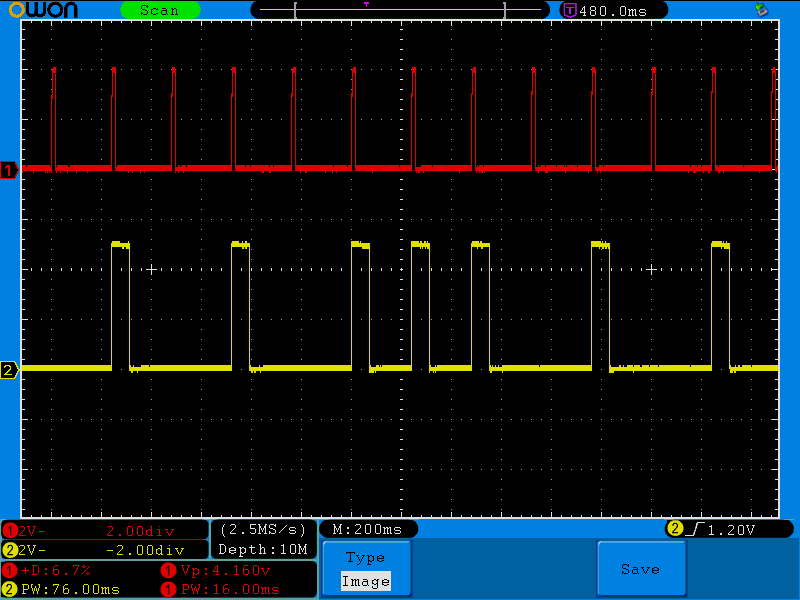 OWON Scan T T 480.0ms
1
2
1 2V- 2.00div (2.5MS/s) M:200ms 2 1.20V
2 2V- -2.00div Depth:10M
1 +D:6.7% 1 Vp:4.160v Type
2 PW:76.00ms 1 PW:16.00ms Image Save